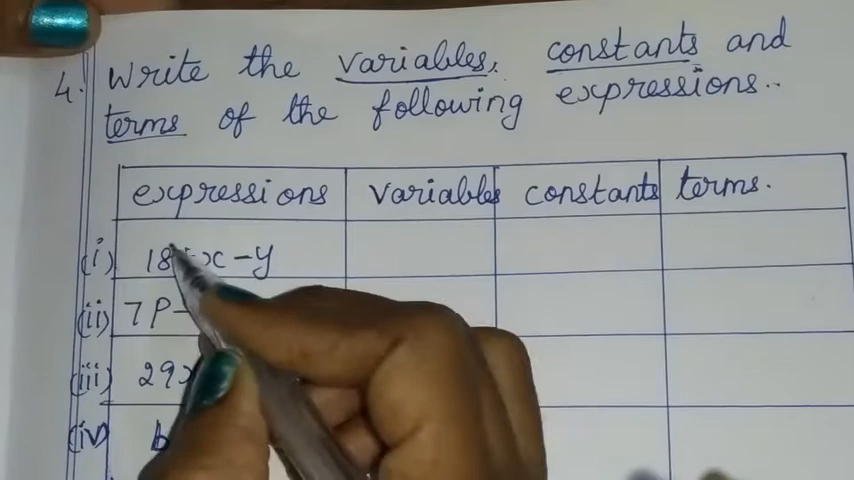 4. Write the variables, constants and
terms of the following expressions..
expressions variables constants terms.
(i) 18 x - y
(ii) 7p -
(iii) 29x
(iv) b